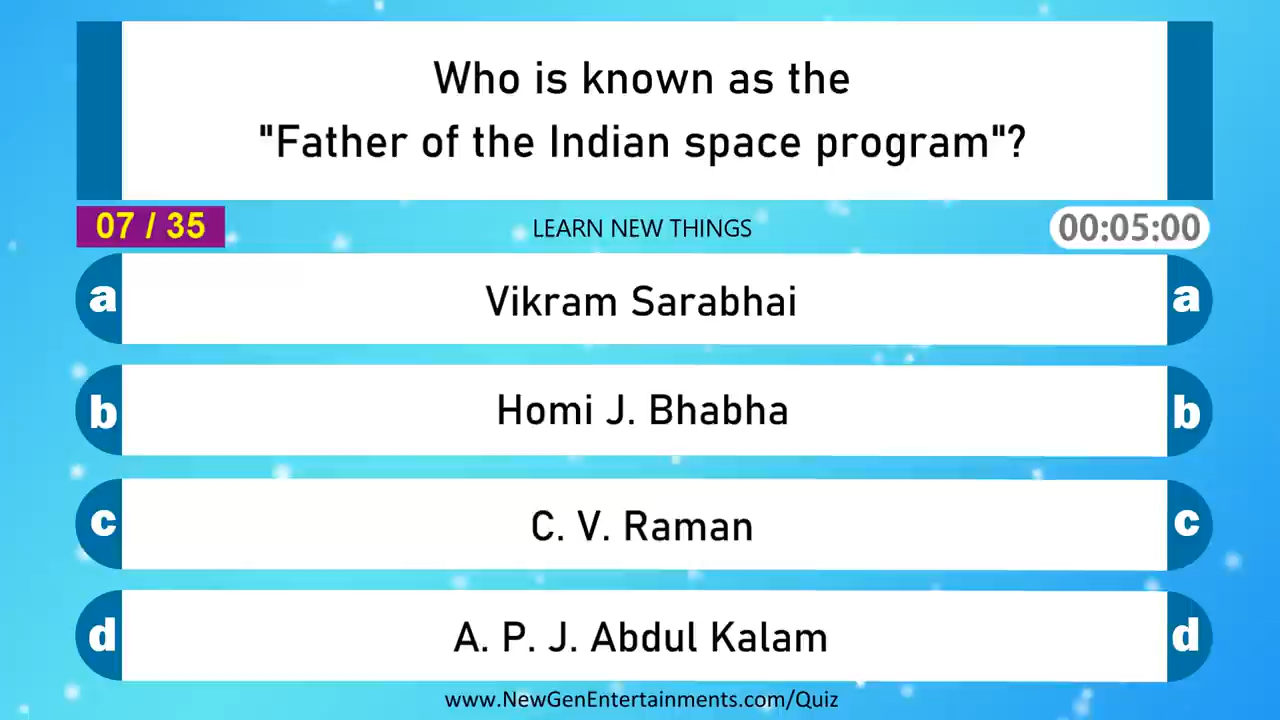 Who is known as the
"Father of the Indian space program"?
07 / 35
LEARN NEW THINGS
00:05:00
a Vikram Sarabhai a
b Homi J. Bhabha b
c C. V. Raman c
d A. P. J. Abdul Kalam d
www.NewGenEntertainments.com/Quiz